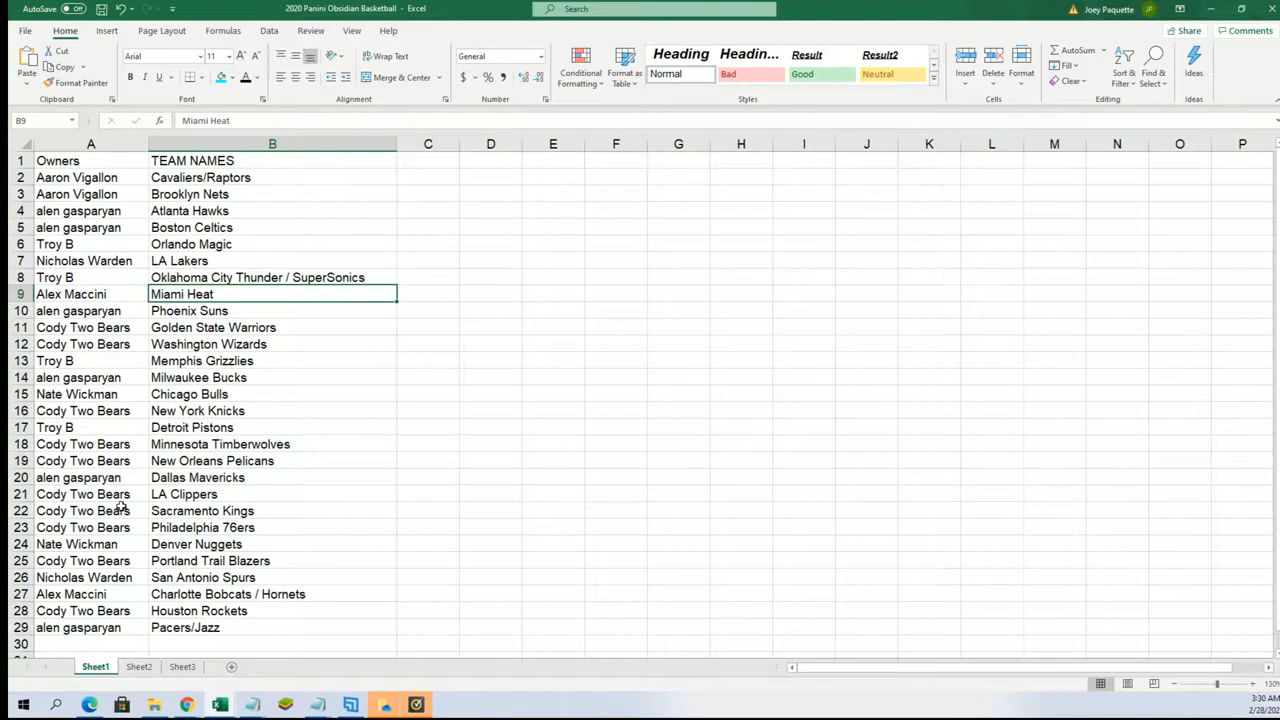 AutoSave Off 2020 Panini Obsidian Basketball - Excel Search Joey Paquette JP
File Home Insert Page Layout Formulas Data Review View Help Share Comments
Paste Cut Copy Format Painter Clipboard
Arial 11 B I U Font
Wrap Text Merge & Center Alignment
General $ % Number
Conditional Formatting Format as Table
Heading Headin... Result Result2
Normal Bad Good Neutral
Styles
Insert Delete Format Cells
AutoSum Fill Clear Sort & Filter Find & Select Editing
Ideas Ideas
B9 fx Miami Heat
A B C D E F G H I J K L M N O P
1 Owners TEAM NAMES
2 Aaron Vigallon Cavaliers/Raptors
3 Aaron Vigallon Brooklyn Nets
4 alen gasparyan Atlanta Hawks
5 alen gasparyan Boston Celtics
6 Troy B Orlando Magic
7 Nicholas Warden LA Lakers
8 Troy B Oklahoma City Thunder / SuperSonics
9 Alex Maccini Miami Heat
10 alen gasparyan Phoenix Suns
11 Cody Two Bears Golden State Warriors
12 Cody Two Bears Washington Wizards
13 Troy B Memphis Grizzlies
14 alen gasparyan Milwaukee Bucks
15 Nate Wickman Chicago Bulls
16 Cody Two Bears New York Knicks
17 Troy B Detroit Pistons
18 Cody Two Bears Minnesota Timberwolves
19 Cody Two Bears New Orleans Pelicans
20 alen gasparyan Dallas Mavericks
21 Cody Two Bears LA Clippers
22 Cody Two Bears Sacramento Kings
23 Cody Two Bears Philadelphia 76ers
24 Nate Wickman Denver Nuggets
25 Cody Two Bears Portland Trail Blazers
26 Nicholas Warden San Antonio Spurs
27 Alex Maccini Charlotte Bobcats / Hornets
28 Cody Two Bears Houston Rockets
29 alen gasparyan Pacers/Jazz
30
Sheet1 Sheet2 Sheet3
130%
3:30 AM
2/28/202